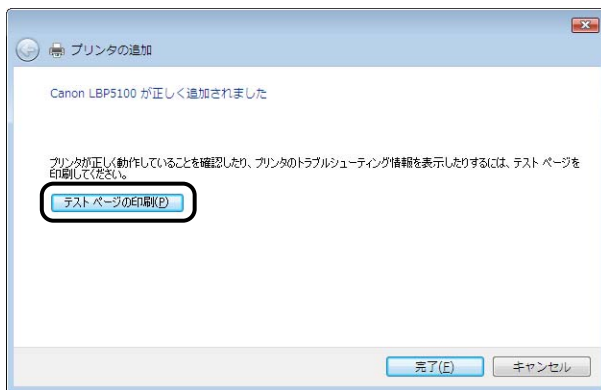 プリンタの追加
Canon LBP5100 が正しく追加されました
プリンタが正しく動作していることを確認したり、プリンタのトラブルシューティング情報を表示したりするには、テスト ページを
印刷してください。
テスト ページの印刷(P)
完了(F) キャンセル